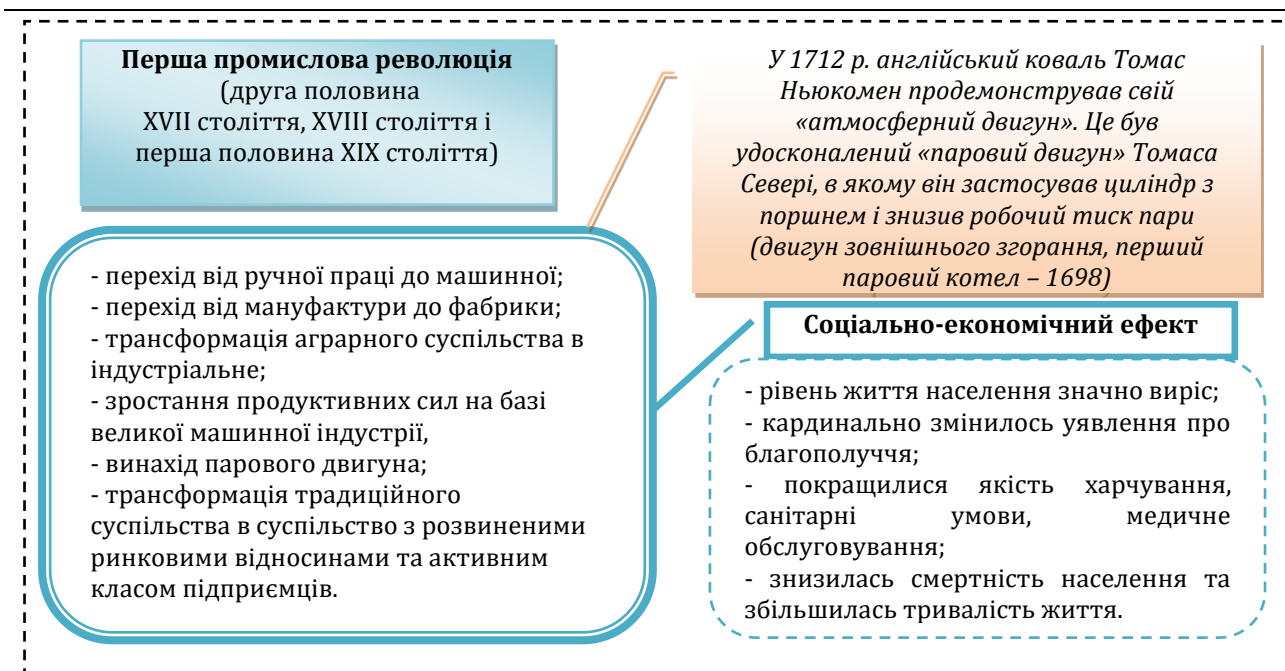 Перша промислова революція
(друга половина
XVII століття, XVIII століття і
перша половина XIX століття)
У 1712 р. англійський коваль Томас
Ньюкомен продемонстрував свій
«атмосферний двигун». Це був
удосконалений «паровий двигун» Томаса
Севері, в якому він застосував циліндр з
поршнем і знизив робочий тиск пари
(двигун зовнішнього згорання, перший
паровий котел – 1698)
- перехід від ручної праці до машинної;
- перехід від мануфактури до фабрики;
- трансформація аграрного суспільства в
індустріальне;
- зростання продуктивних сил на базі
великої машинної індустрії,
- винахід парового двигуна;
- трансформація традиційного
суспільства в суспільство з розвиненими
ринковими відносинами та активним
класом підприємців.
Соціально-економічний ефект
- рівень життя населення значно виріс;
- кардинально змінилось уявлення про
благополуччя;
- покращилися якість харчування,
санітарні умови, медичне
обслуговування;
- знизилась смертність населення та
збільшилась тривалість життя.